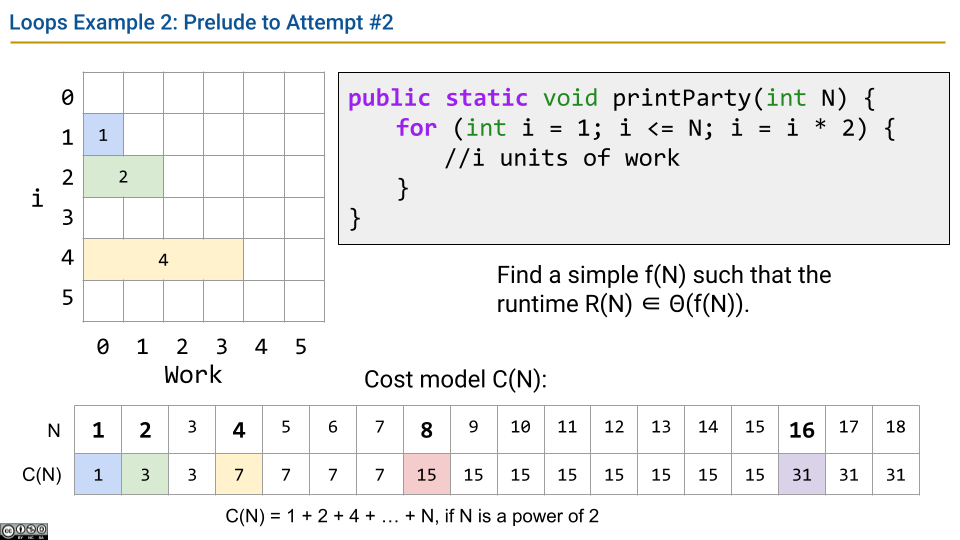 Loops Example 2: Prelude to Attempt #2
0
1
2
3
4
5
i
1
2
4
0 1 2 3 4 5
Work
public static void printParty(int N) {
for (int i = 1; i <= N; i = i * 2) {
//i units of work
}
}
Find a simple f(N) such that the
runtime R(N) ∈ Θ(f(N)).
Cost model C(N):
N 1 2 3 4 5 6 7 8 9 10 11 12 13 14 15 16 17 18
C(N) 1 3 3 7 7 7 7 15 15 15 15 15 15 15 15 31 31 31
C(N) = 1 + 2 + 4 + … + N, if N is a power of 2
BY NC SA